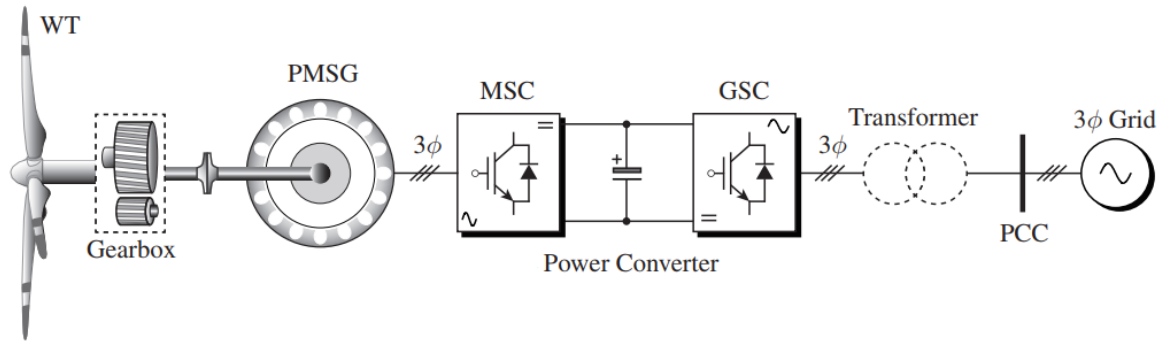 WT
Gearbox
PMSG
3ϕ
MSC
=
+
Power Converter
GSC
=
3ϕ
Transformer
PCC
3ϕ Grid